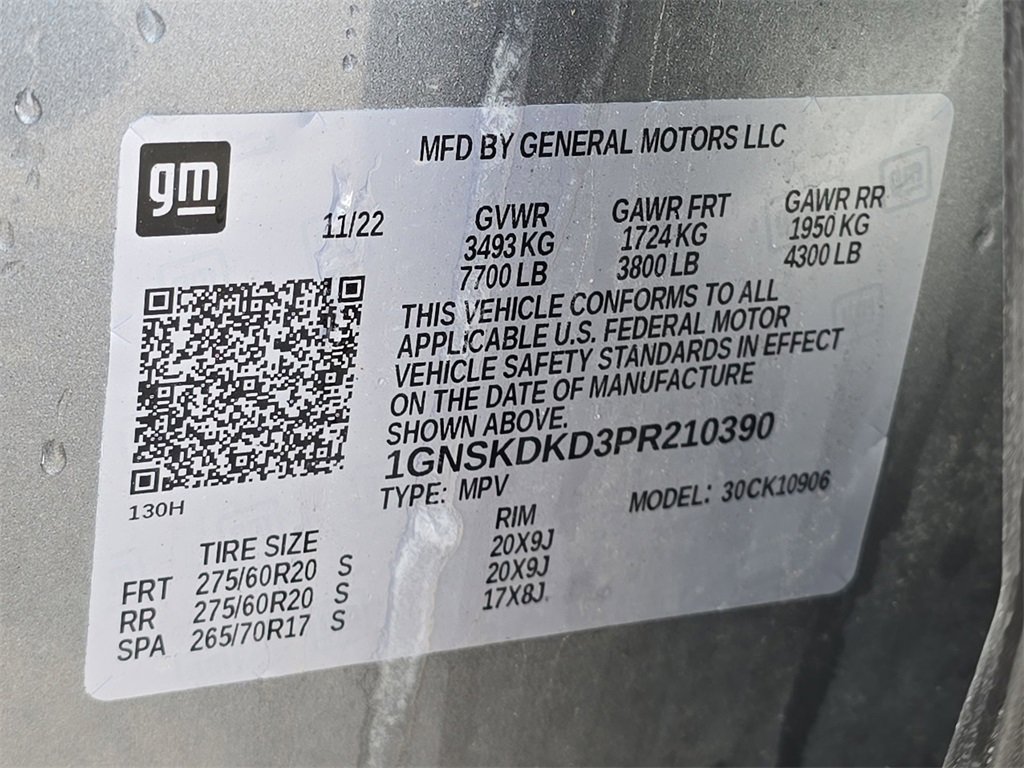 MFD BY GENERAL MOTORS LLC
gm
11/22
GVWR GAWR FRT GAWR RR
3493 KG 1724 KG 1950 KG
7700 LB 3800 LB 4300 LB
THIS VEHICLE CONFORMS TO ALL
APPLICABLE U.S. FEDERAL MOTOR
VEHICLE SAFETY STANDARDS IN EFFECT
ON THE DATE OF MANUFACTURE
SHOWN ABOVE.
1GNSKDKD3PR210390
TYPE: MPV MODEL: 30CK10906
130H
TIRE SIZE RIM
FRT 275/60R20 S 20X9J
RR 275/60R20 S 20X9J
SPA 265/70R17 S 17X8J